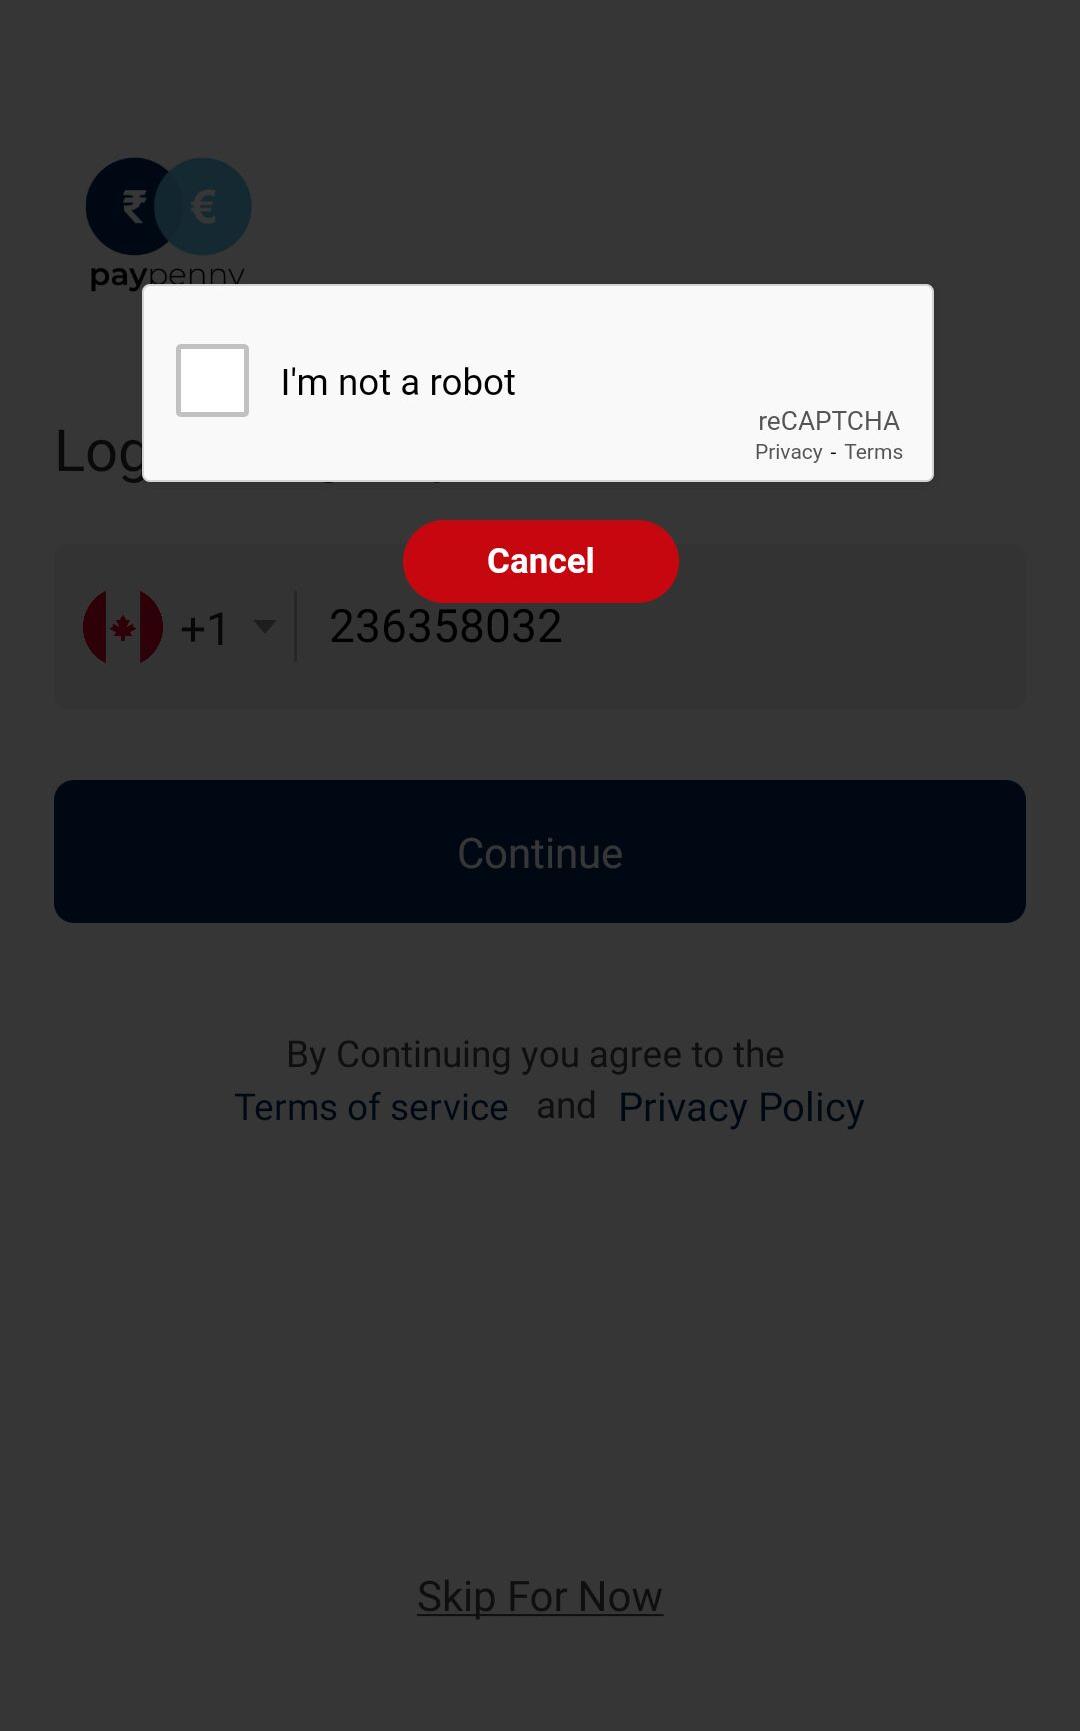 ₹ €
paypenny
I'm not a robot
reCAPTCHA
Privacy - Terms
Log
Cancel
+1 236358032
Continue
By Continuing you agree to the
Terms of service and Privacy Policy
Skip For Now